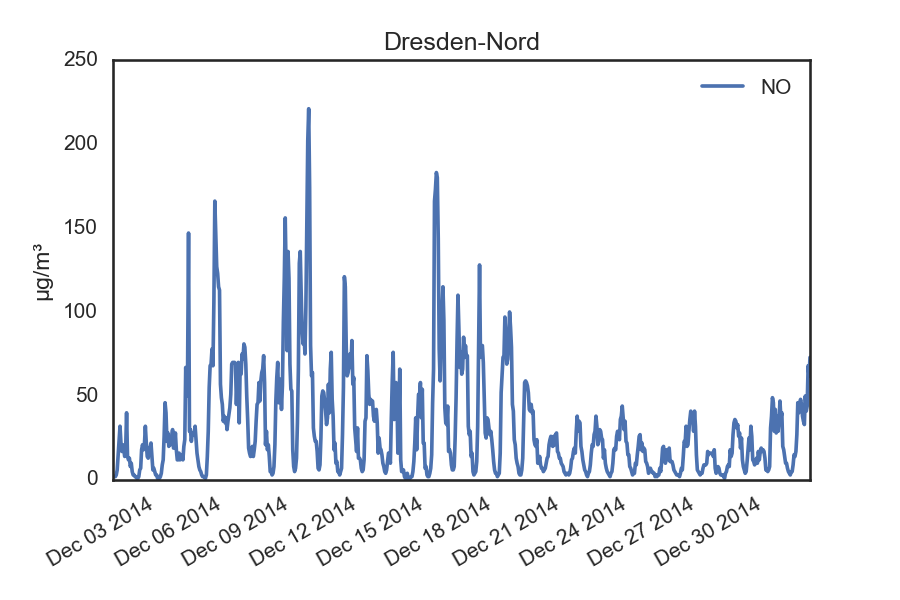 Dresden-Nord
250
200
150
100
50
0
µg/m³
NO
Dec 03 2014
Dec 06 2014
Dec 09 2014
Dec 12 2014
Dec 15 2014
Dec 18 2014
Dec 21 2014
Dec 24 2014
Dec 27 2014
Dec 30 2014